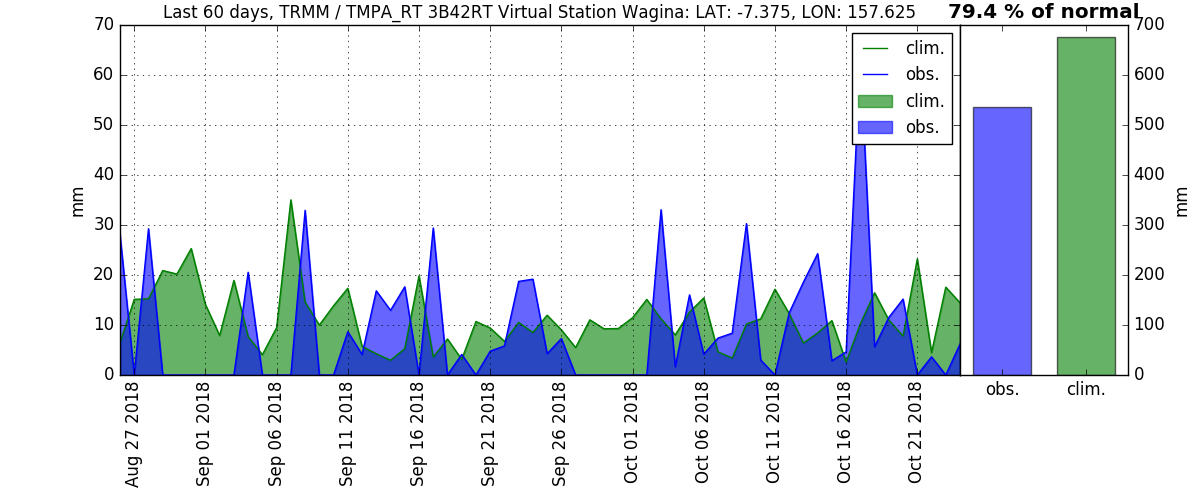 Last 60 days, TRMM / TMPA_RT 3B42RT Virtual Station Wagina: LAT: -7.375, LON: 157.625
79.4 % of normal
70
60
50
40
30
20
10
0
mm
clim.
obs.
clim.
obs.
700
600
500
400
300
200
100
0
mm
Aug 27 2018
Sep 01 2018
Sep 06 2018
Sep 11 2018
Sep 16 2018
Sep 21 2018
Sep 26 2018
Oct 01 2018
Oct 06 2018
Oct 11 2018
Oct 16 2018
Oct 21 2018
obs.
clim.